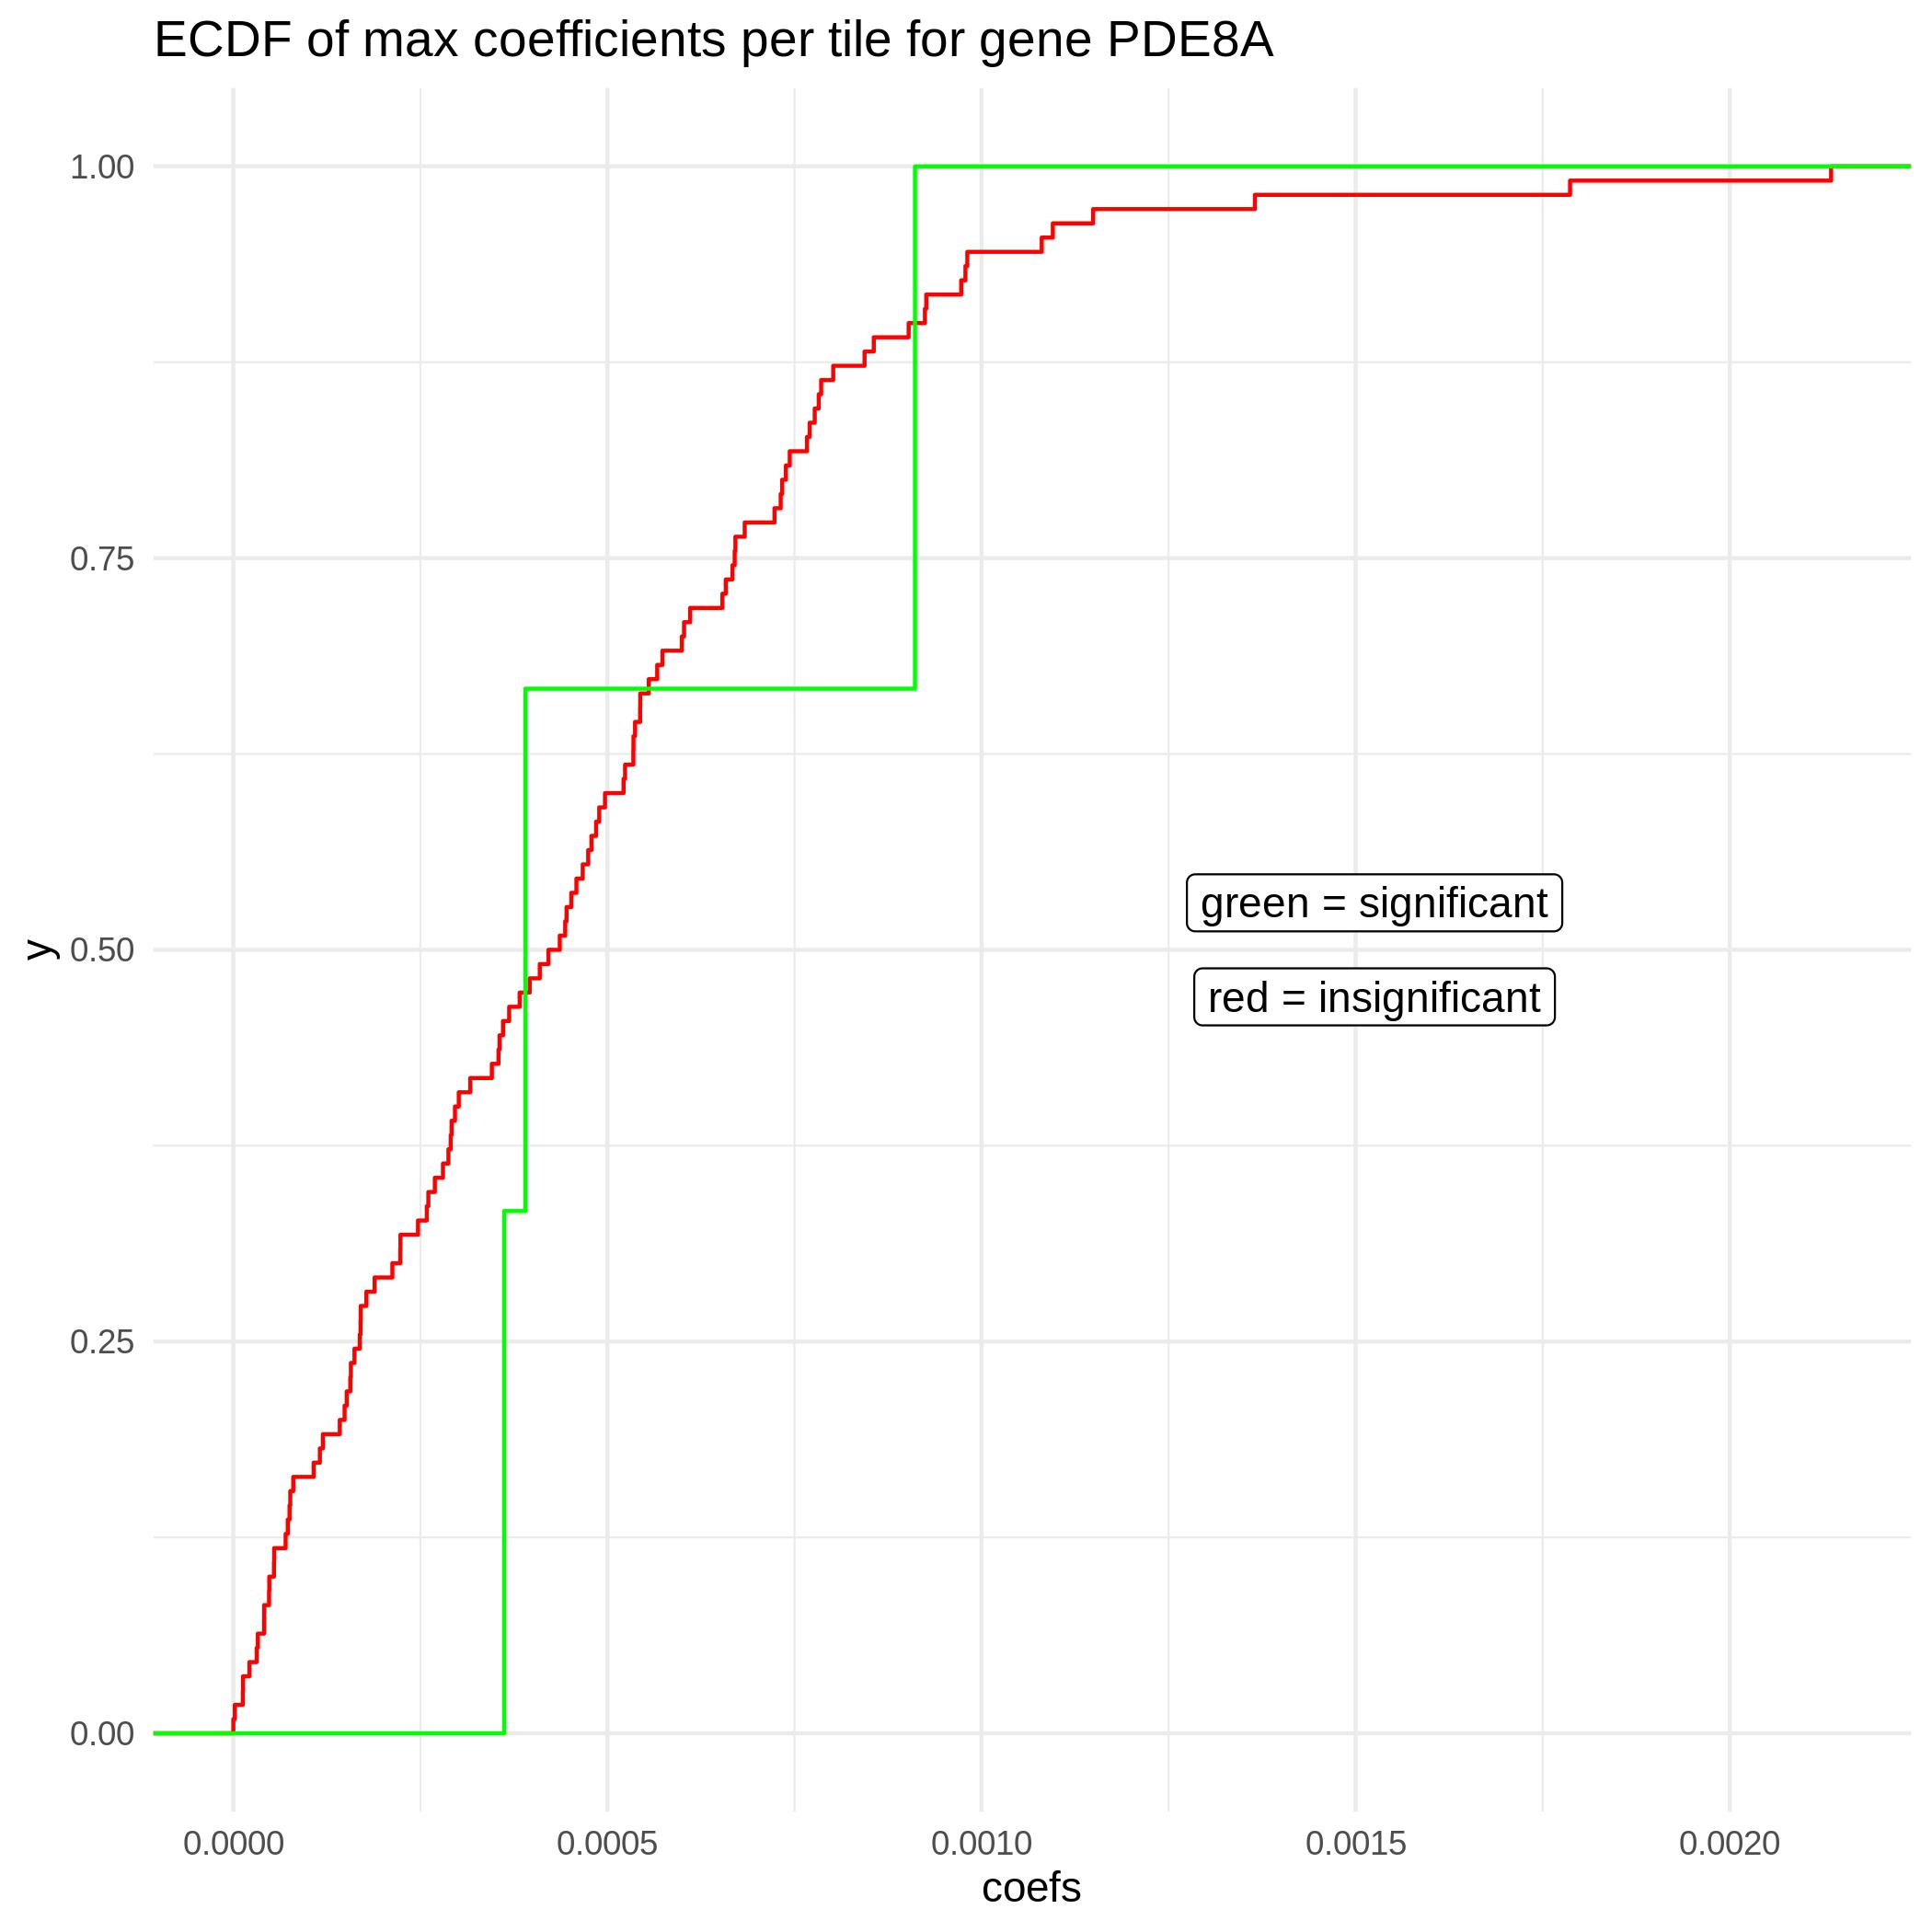 ECDF of max coefficients per tile for gene PDE8A
1.00
0.75
0.50
0.25
0.00
y
green = significant
red = insignificant
0.0000 0.0005 0.0010 0.0015 0.0020
coefs